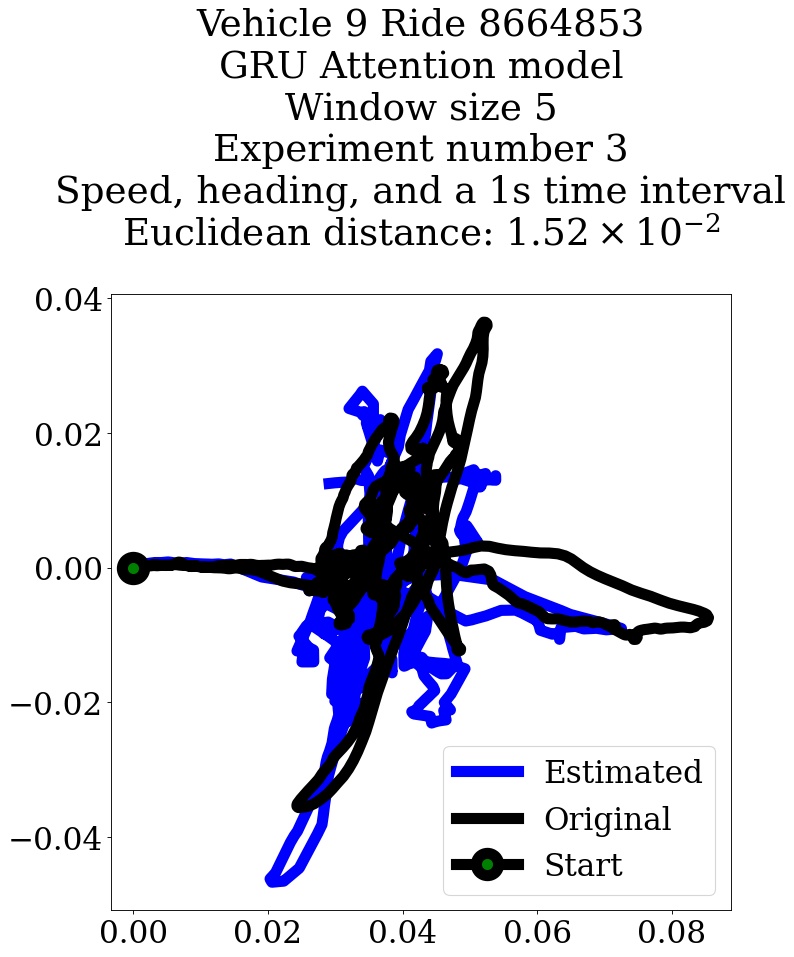 Vehicle 9 Ride 8664853
GRU Attention model
Window size 5
Experiment number 3
Speed, heading, and a 1s time interval
Euclidean distance: 1.52 × 10⁻²
0.04
0.02
0.00
−0.02
−0.04
Estimated
Original
Start
0.00 0.02 0.04 0.06 0.08